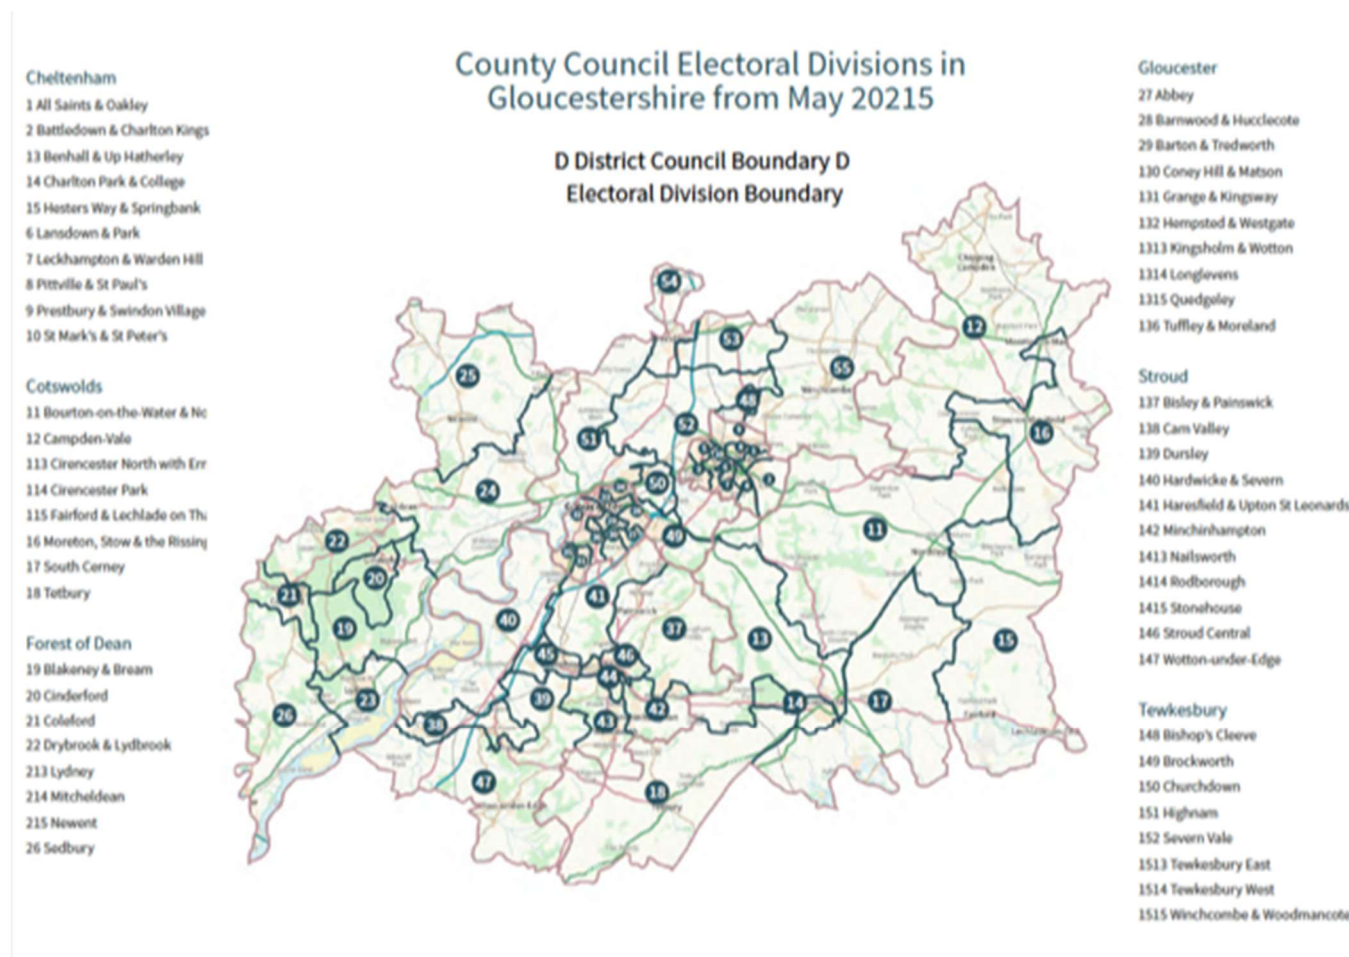 County Council Electoral Divisions in
Gloucestershire from May 20215
D District Council Boundary D
Electoral Division Boundary
Cheltenham
1 All Saints & Oakley
2 Battledown & Charlton Kings
13 Benhall & Up Hatherley
14 Charlton Park & College
15 Hesters Way & Springbank
6 Lansdown & Park
7 Leckhampton & Warden Hill
8 Pittville & St Paul's
9 Prestbury & Swindon Village
10 St Mark's & St Peter's
Cotswolds
11 Bourton-on-the-Water & No
12 Campden-Vale
113 Cirencester North with Err
114 Cirencester Park
115 Fairford & Lechlade on Tha
16 Moreton, Stow & the Rissing
17 South Cerney
18 Tetbury
Forest of Dean
19 Blakeney & Bream
20 Cinderford
21 Coleford
22 Drybrook & Lydbrook
213 Lydney
214 Mitcheldean
215 Newent
26 Sedbury
54
53
12
55
25
48
16
52
51
50
24
49
11
22
20
21
19
41
40
37
13
15
45
46
44
26
23
39
42
14
17
38
43
47
18
Gloucester
27 Abbey
28 Barnwood & Hucclecote
29 Barton & Tredworth
130 Coney Hill & Matson
131 Grange & Kingsway
132 Hempsted & Westgate
1313 Kingsholm & Wotton
1314 Longlevens
1315 Quedgeley
136 Tuffley & Moreland
Stroud
137 Bisley & Painswick
138 Cam Valley
139 Dursley
140 Hardwicke & Severn
141 Haresfield & Upton St Leonards
142 Minchinhampton
1413 Nailsworth
1414 Rodborough
1415 Stonehouse
146 Stroud Central
147 Wotton-under-Edge
Tewkesbury
148 Bishop's Cleeve
149 Brockworth
150 Churchdown
151 Highnam
152 Severn Vale
1513 Tewkesbury East
1514 Tewkesbury West
1515 Winchcombe & Woodmancote